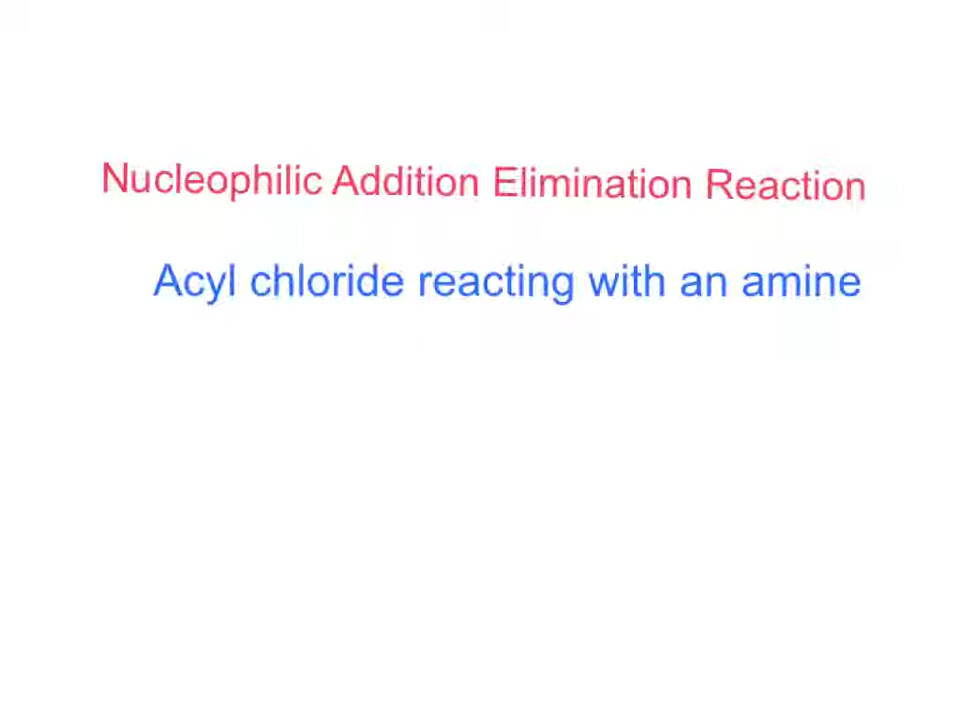 Nucleophilic Addition Elimination Reaction
Acyl chloride reacting with an amine